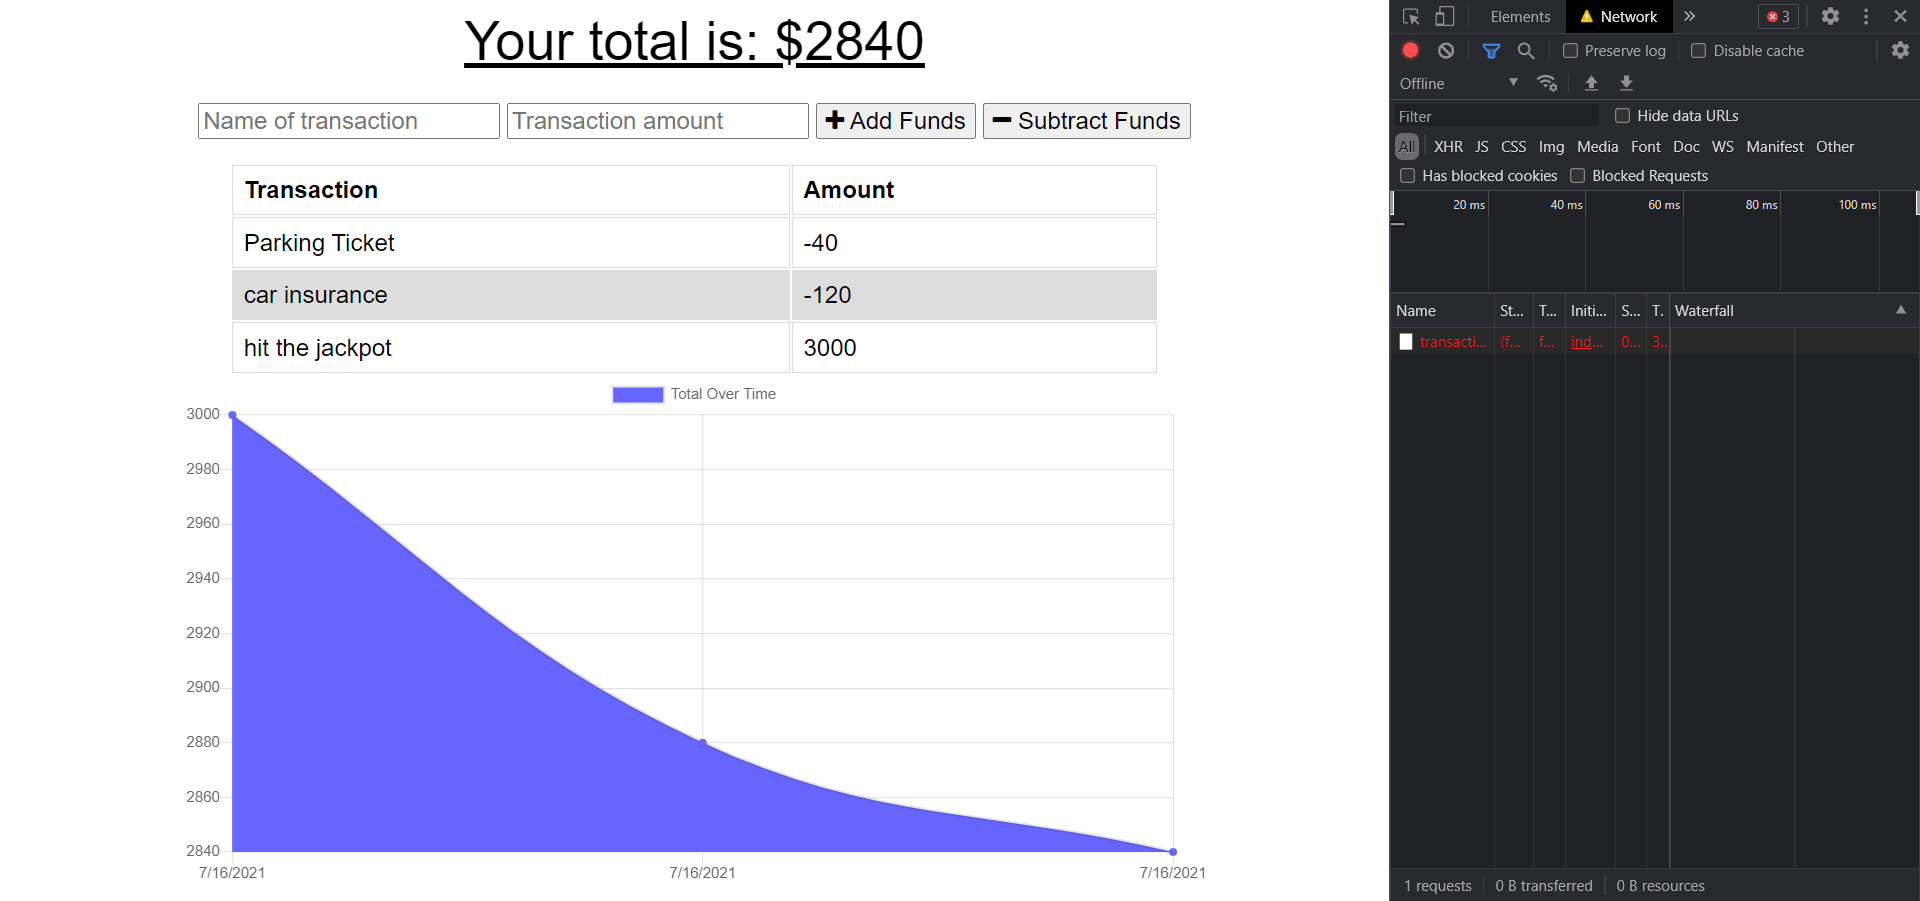 Your total is: $2840
Name of transaction
Transaction amount
Add Funds
Subtract Funds
Transaction Amount
Parking Ticket -40
car insurance -120
hit the jackpot 3000
Total Over Time
3000
2980
2960
2940
2920
2900
2880
2860
2840
7/16/2021 7/16/2021 7/16/2021
Elements Network 3
Preserve log Disable cache
Offline
Filter Hide data URLs
All XHR JS CSS Img Media Font Doc WS Manifest Other
Has blocked cookies Blocked Requests
20 ms 40 ms 60 ms 80 ms 100 ms
Name St... T... Initi... S... T. Waterfall
transacti... (f... f... ind... 0... 3..
1 requests 0 B transferred 0 B resources